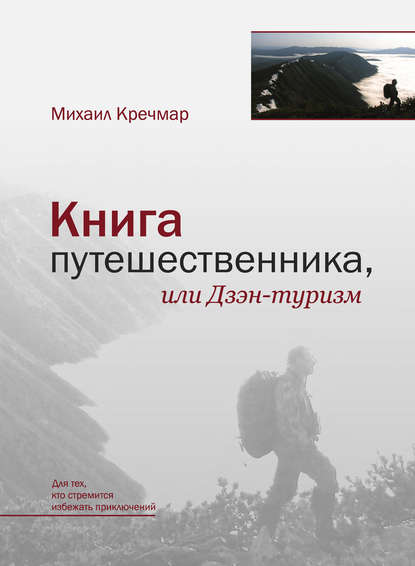 Михаил Кречмар
Книга
путешественника,
или Дзэн-туризм
Для тех,
кто стремится
избежать приключений